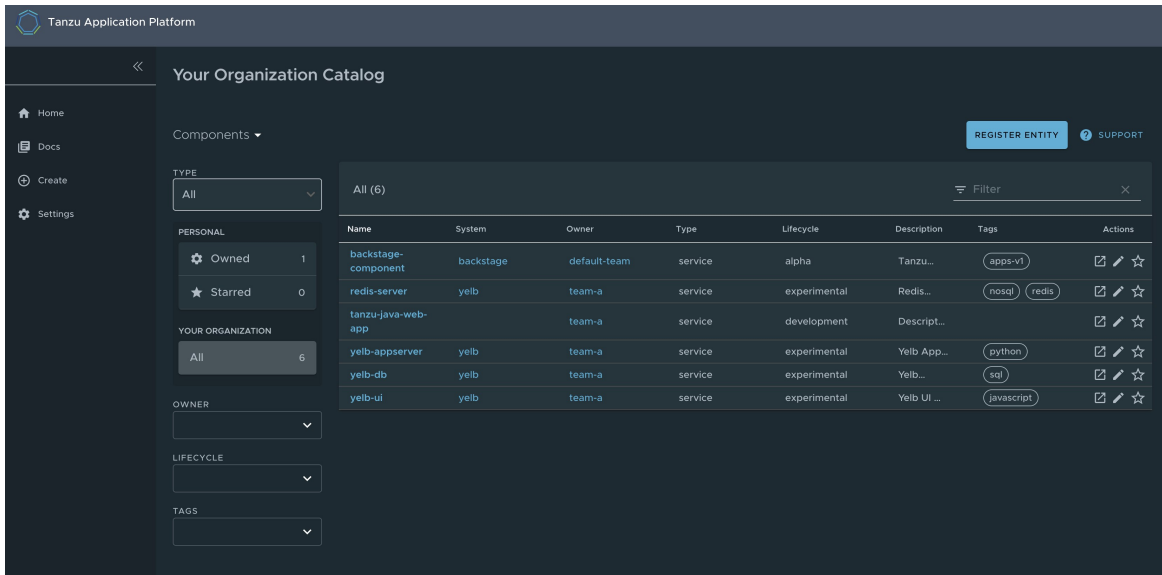 Tanzu Application Platform
Home
Docs
Create
Settings
Your Organization Catalog
Components
REGISTER ENTITY
SUPPORT
TYPE
All
PERSONAL
Owned 1
Starred 0
YOUR ORGANIZATION
All 6
OWNER
LIFECYCLE
TAGS
All (6)
Filter
Name System Owner Type Lifecycle Description Tags Actions
backstage-
component backstage default-team service alpha Tanzu... apps-v1
redis-server yelb team-a service experimental Redis... nosql redis
tanzu-java-web-
app team-a service development Descript...
yelb-appserver yelb team-a service experimental Yelb App... python
yelb-db yelb team-a service experimental Yelb... sql
yelb-ui yelb team-a service experimental Yelb UI ... javascript